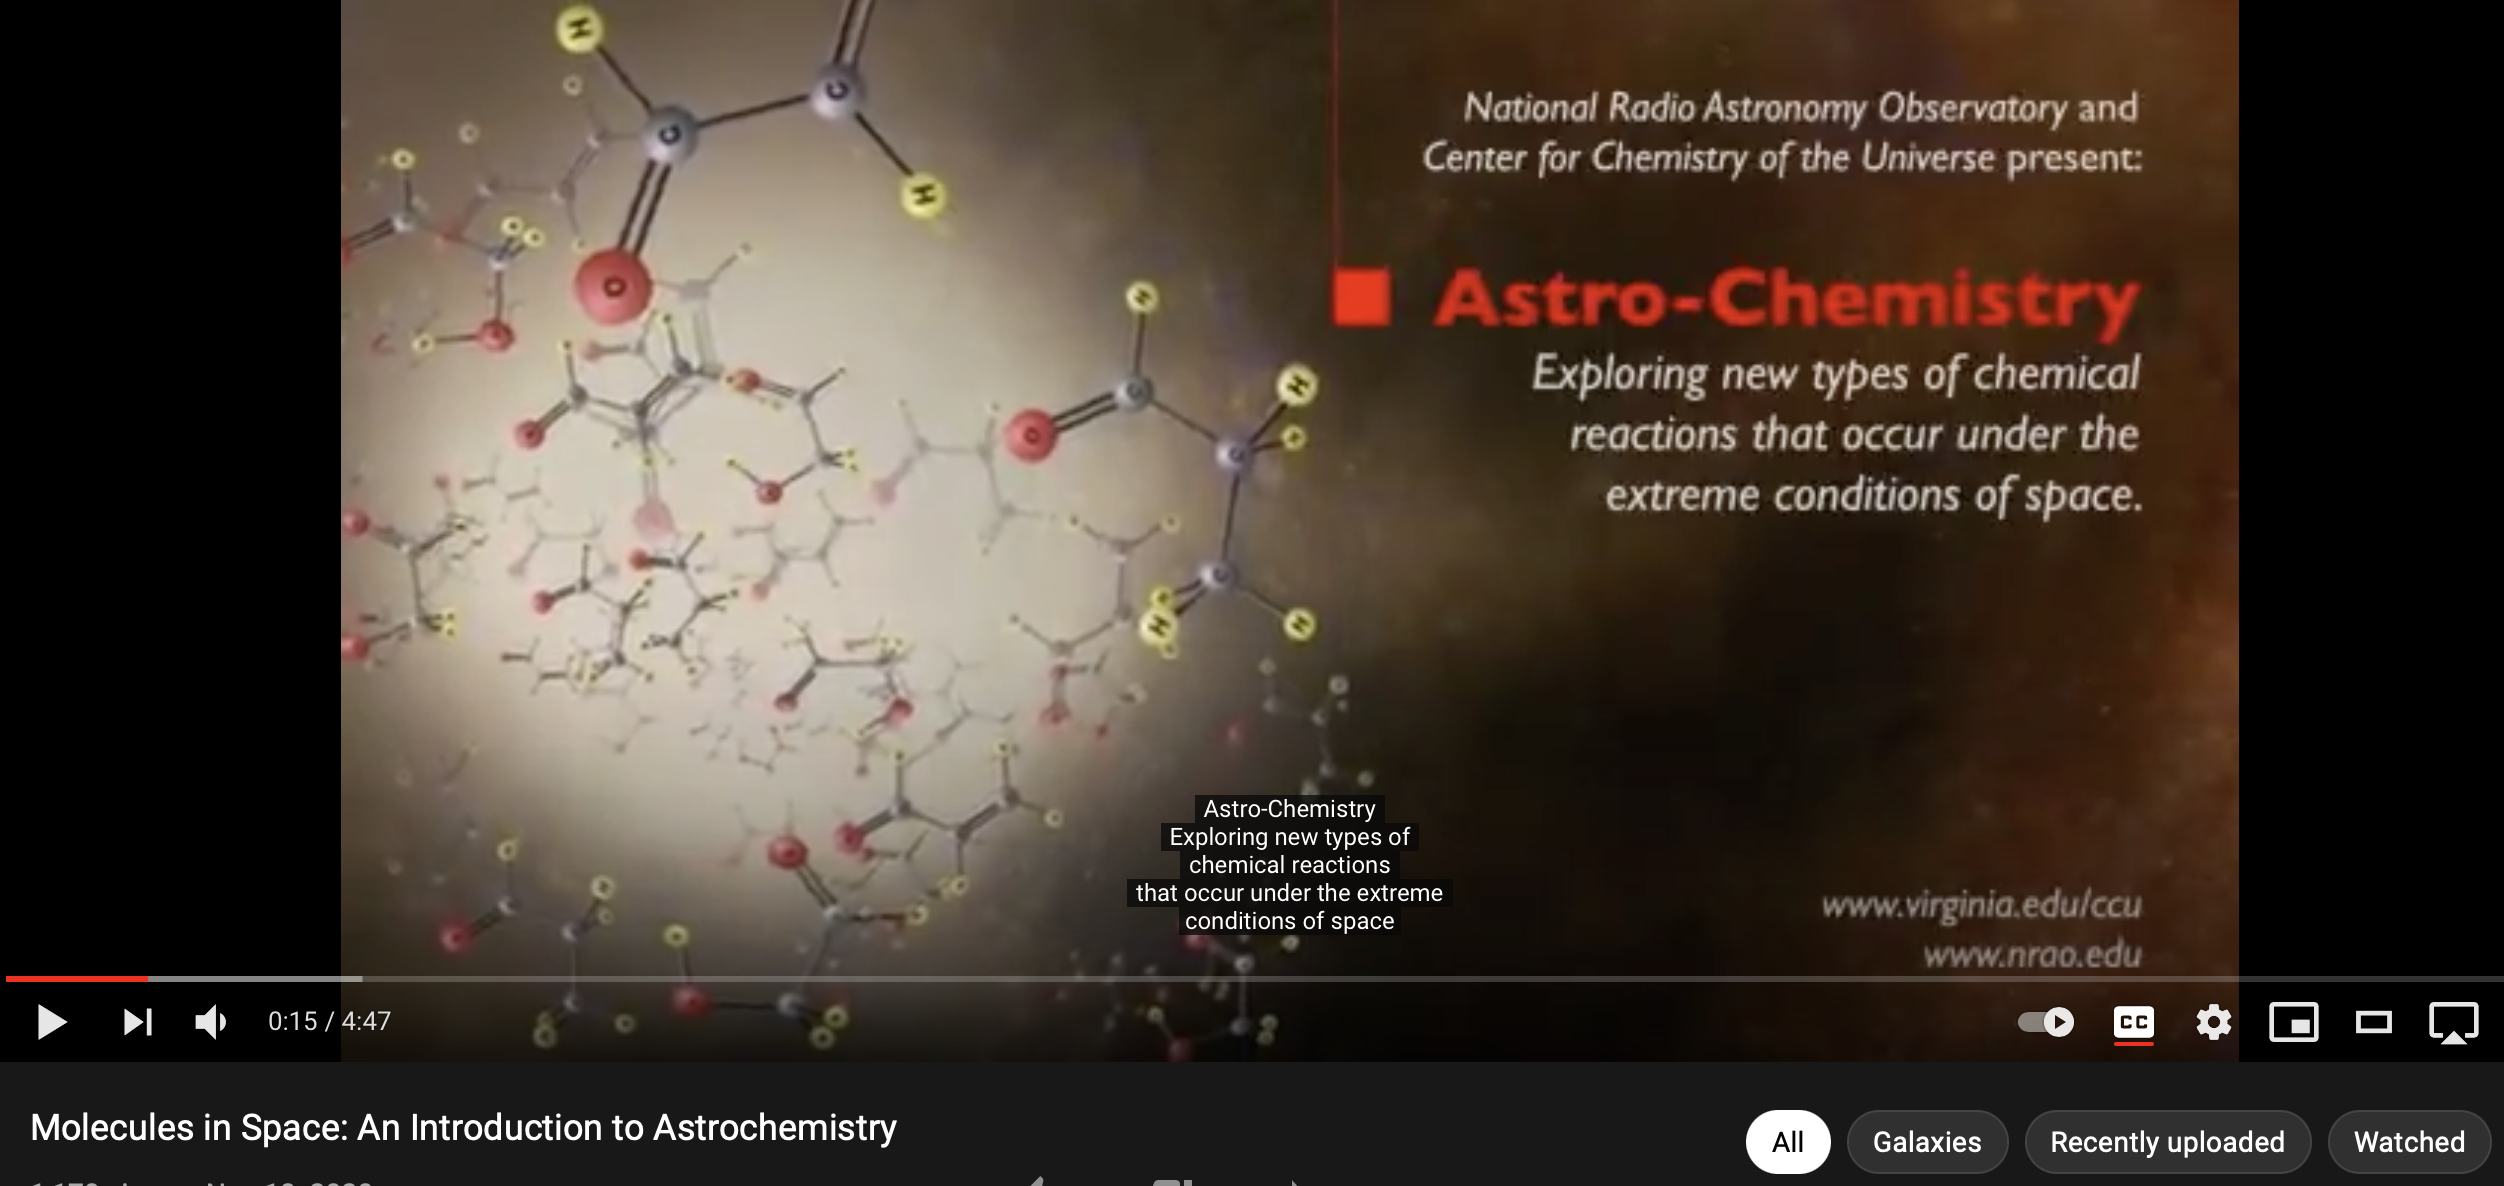 National Radio Astronomy Observatory and
Center for Chemistry of the Universe present:
Astro-Chemistry
Exploring new types of chemical
reactions that occur under the
extreme conditions of space.
H
C
C
H
O
H
H
O
C
C
C
H
H
Astro-Chemistry
Exploring new types of
chemical reactions
that occur under the extreme
conditions of space
www.virginia.edu/ccu
www.nrao.edu
0:15 / 4:47
CC
Molecules in Space: An Introduction to Astrochemistry
All Galaxies Recently uploaded Watched